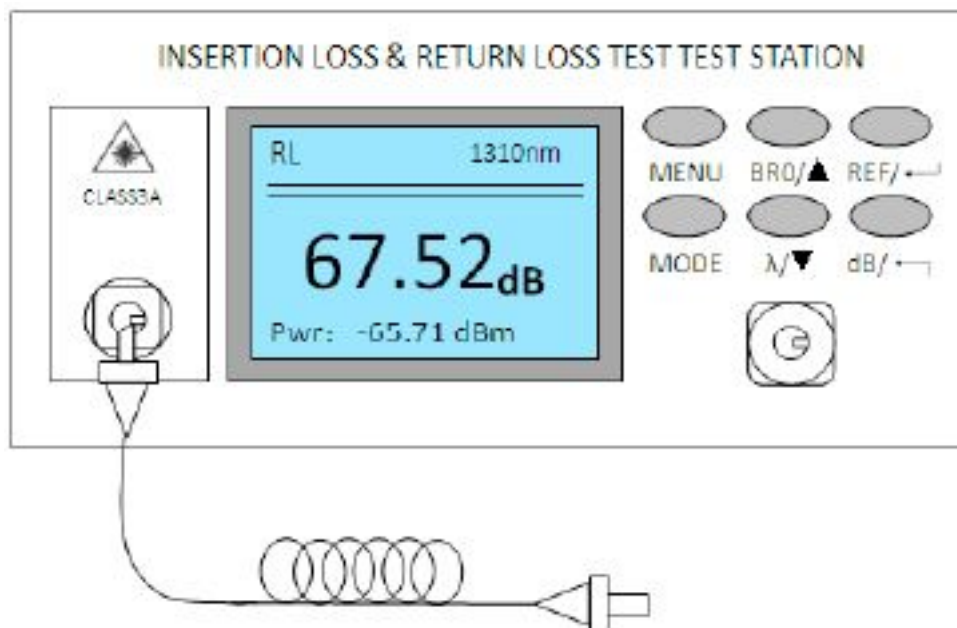 INSERTION LOSS & RETURN LOSS TEST TEST STATION
CLASS3A
RL 1310nm
67.52dB
Pwr: -65.71 dBm
MENU BR0/▲ REF/↵
MODE λ/▼ dB/